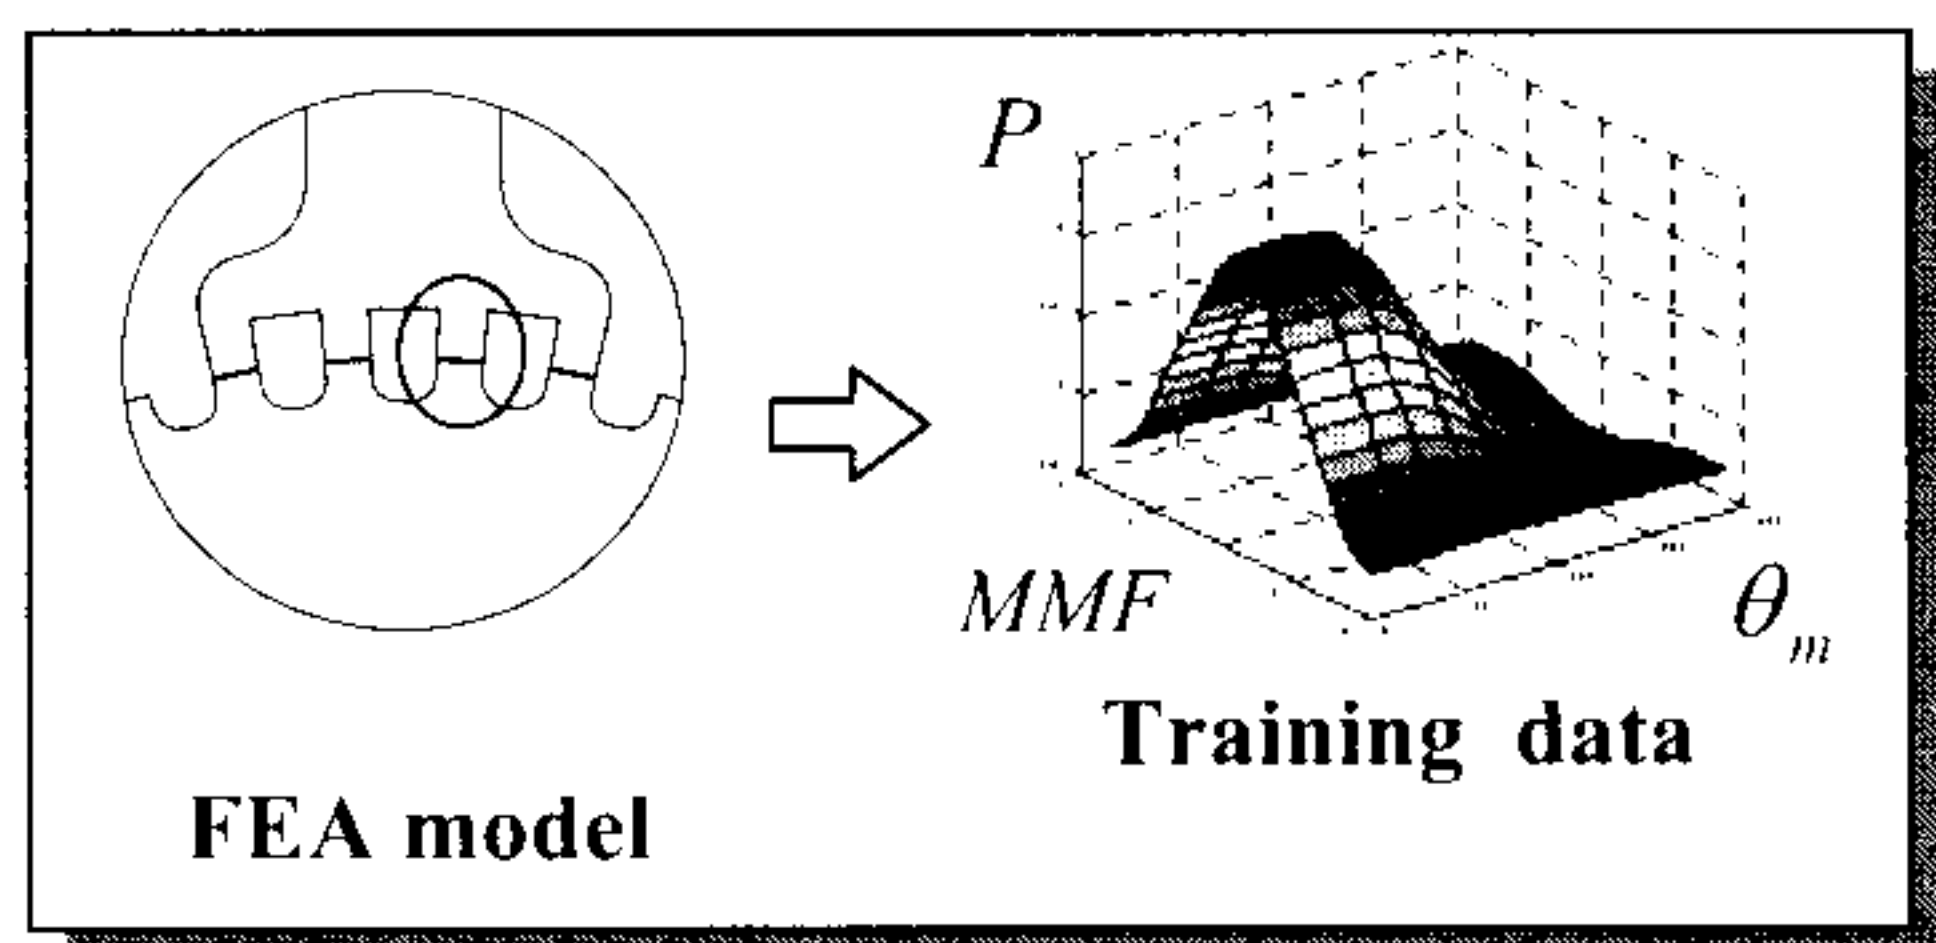 P
MMF
θm
Training data
FEA model